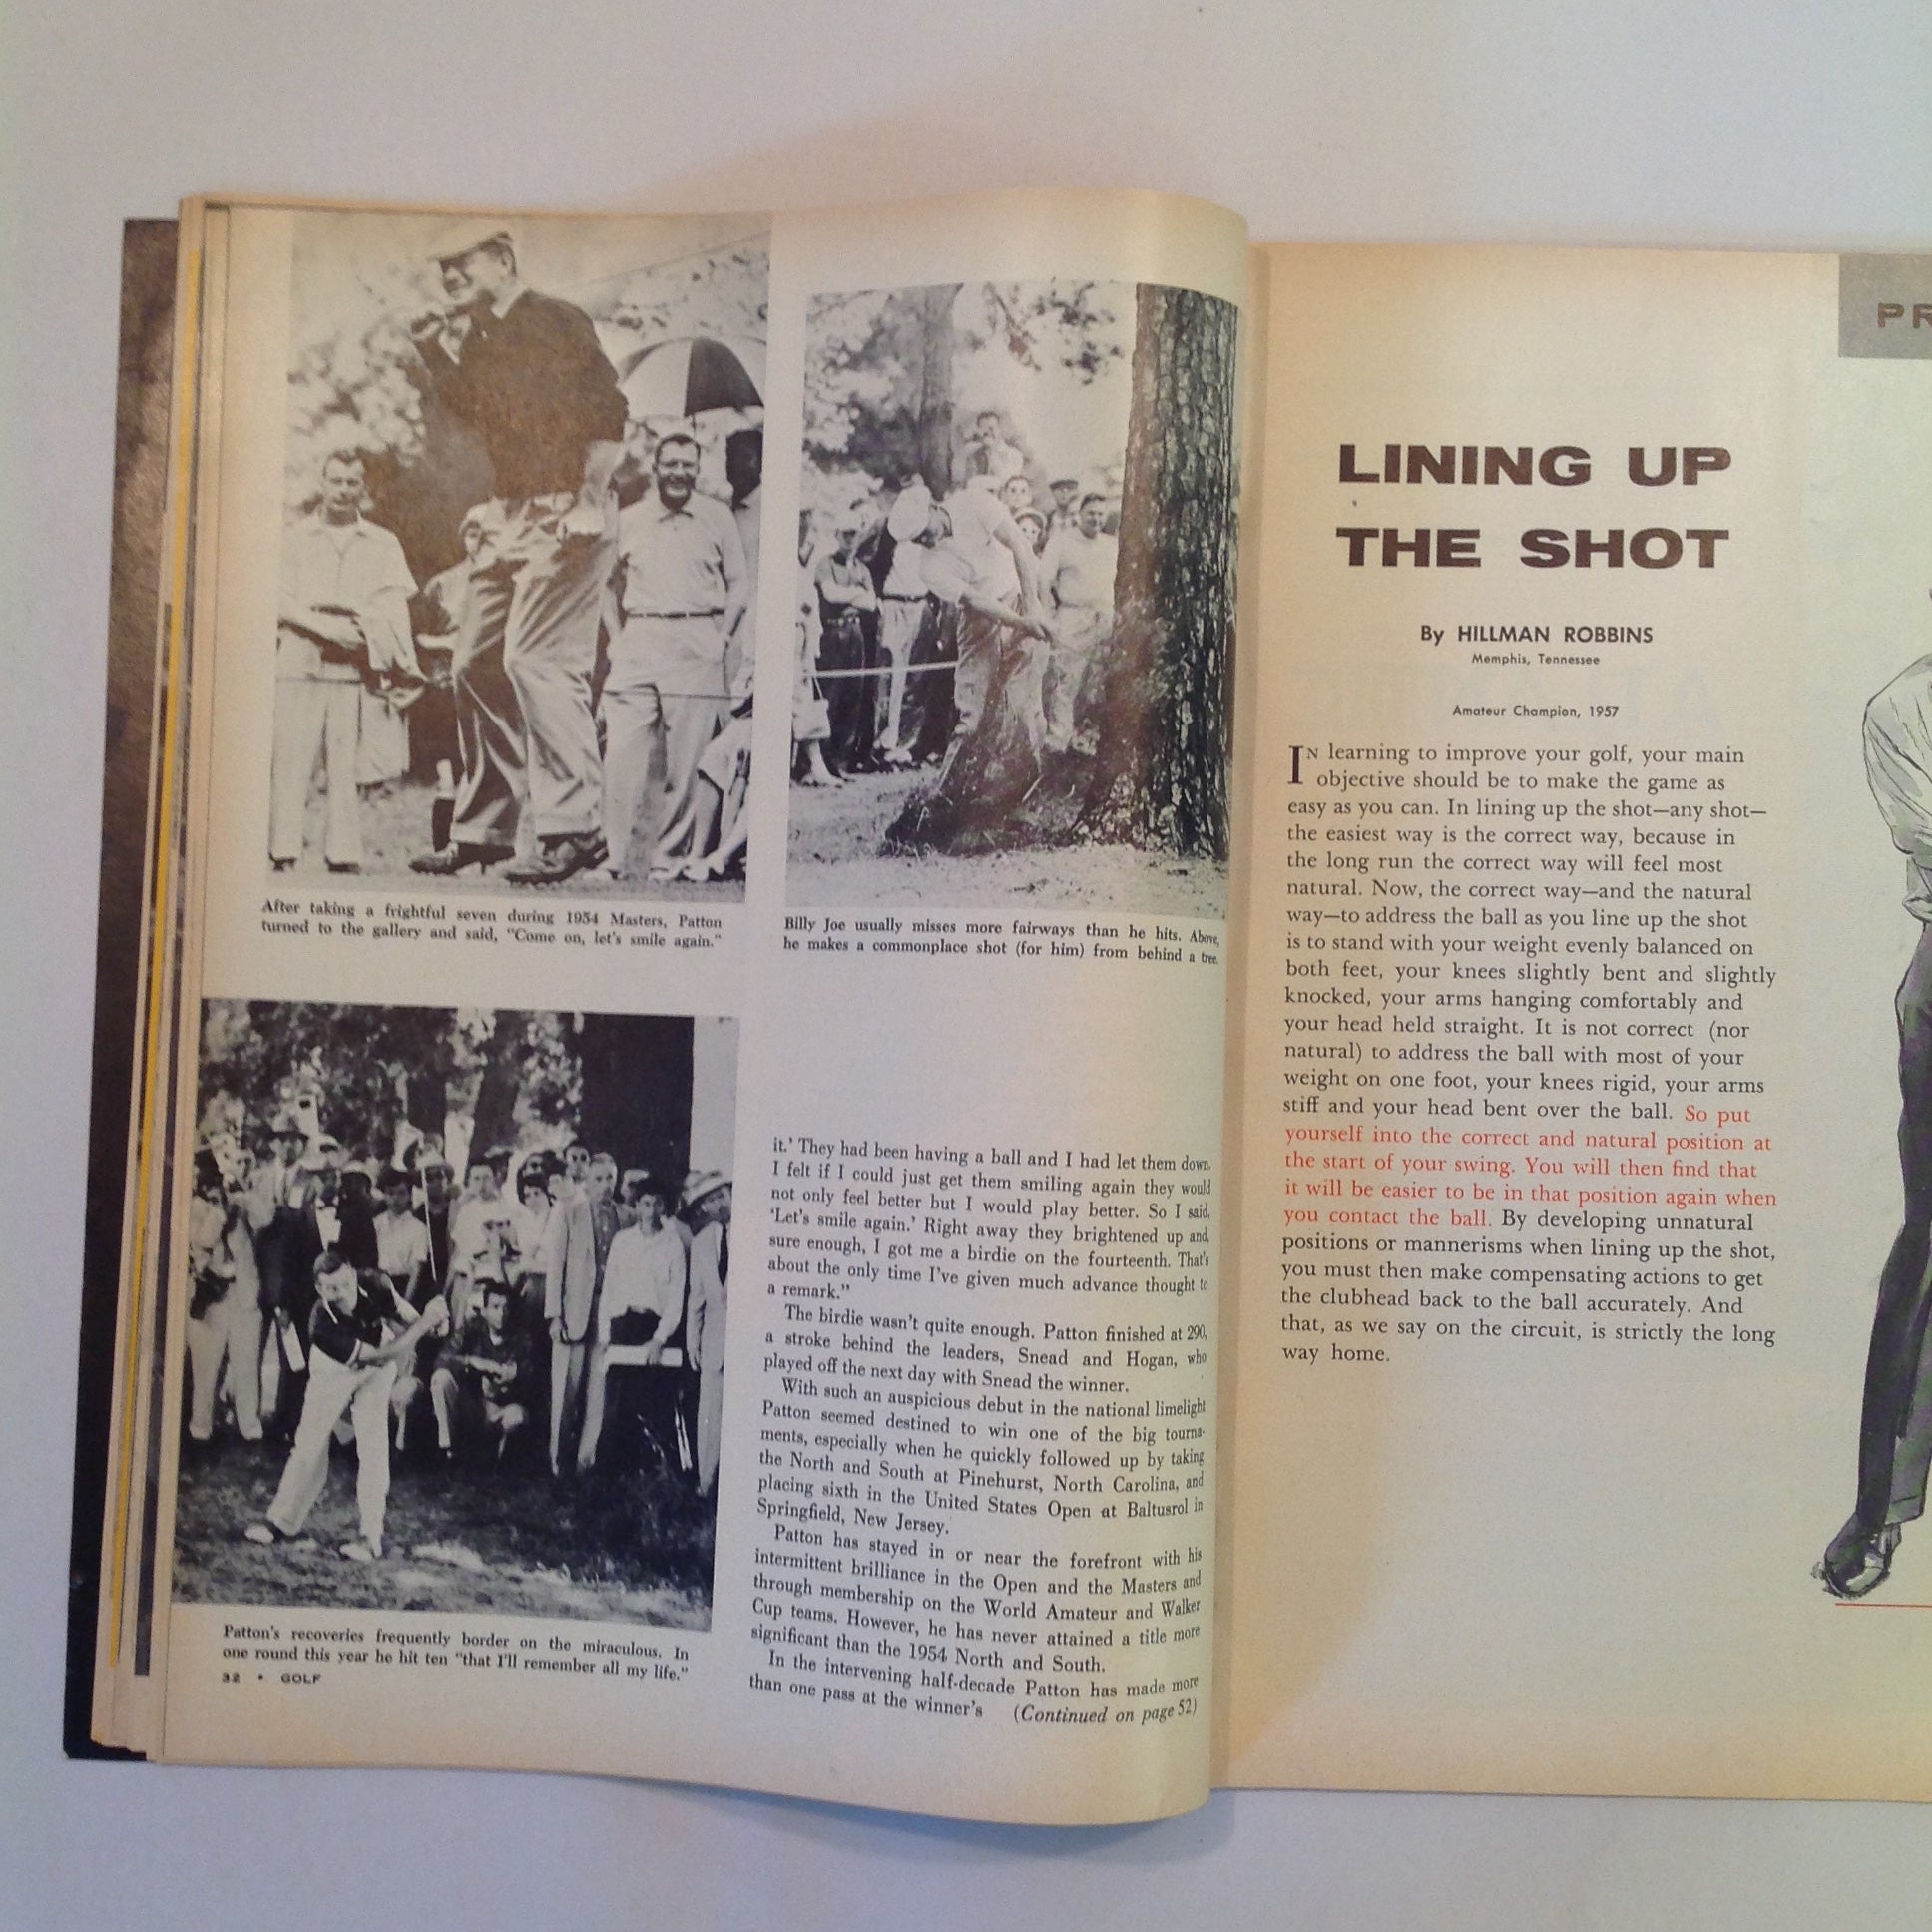 After taking a frightful seven during 1954 Masters, Patton
turned to the gallery and said, "Come on, let's smile again."
Billy Joe usually misses more fairways than he hits. Above,
he makes a commonplace shot (for him) from behind a tree.
Patton's recoveries frequently border on the miraculous. In
one round this year he hit ten "that I'll remember all my life."
32 • GOLF
it.' They had been having a ball and I had let them down.
I felt if I could just get them smiling again they would
not only feel better but I would play better. So I said,
'Let's smile again.' Right away they brightened up and,
sure enough, I got me a birdie on the fourteenth. That's
about the only time I've given much advance thought to
a remark."
The birdie wasn't quite enough. Patton finished at 290,
a stroke behind the leaders, Snead and Hogan, who
played off the next day with Snead the winner.
With such an auspicious debut in the national limelight
Patton seemed destined to win one of the big tourna-
ments, especially when he quickly followed up by taking
the North and South at Pinehurst, North Carolina, and
placing sixth in the United States Open at Baltusrol in
Springfield, New Jersey.
Patton has stayed in or near the forefront with his
intermittent brilliance in the Open and the Masters and
through membership on the World Amateur and Walker
Cup teams. However, he has never attained a title more
significant than the 1954 North and South.
In the intervening half-decade Patton has made more
than one pass at the winner's (Continued on page 52)
PR
LINING UP
THE SHOT
By HILLMAN ROBBINS
Memphis, Tennessee
Amateur Champion, 1957
IN learning to improve your golf, your main
objective should be to make the game as
easy as you can. In lining up the shot—any shot—
the easiest way is the correct way, because in
the long run the correct way will feel most
natural. Now, the correct way—and the natural
way—to address the ball as you line up the shot
is to stand with your weight evenly balanced on
both feet, your knees slightly bent and slightly
knocked, your arms hanging comfortably and
your head held straight. It is not correct (nor
natural) to address the ball with most of your
weight on one foot, your knees rigid, your arms
stiff and your head bent over the ball. So put
yourself into the correct and natural position at
the start of your swing. You will then find that
it will be easier to be in that position again when
you contact the ball. By developing unnatural
positions or mannerisms when lining up the shot,
you must then make compensating actions to get
the clubhead back to the ball accurately. And
that, as we say on the circuit, is strictly the long
way home.